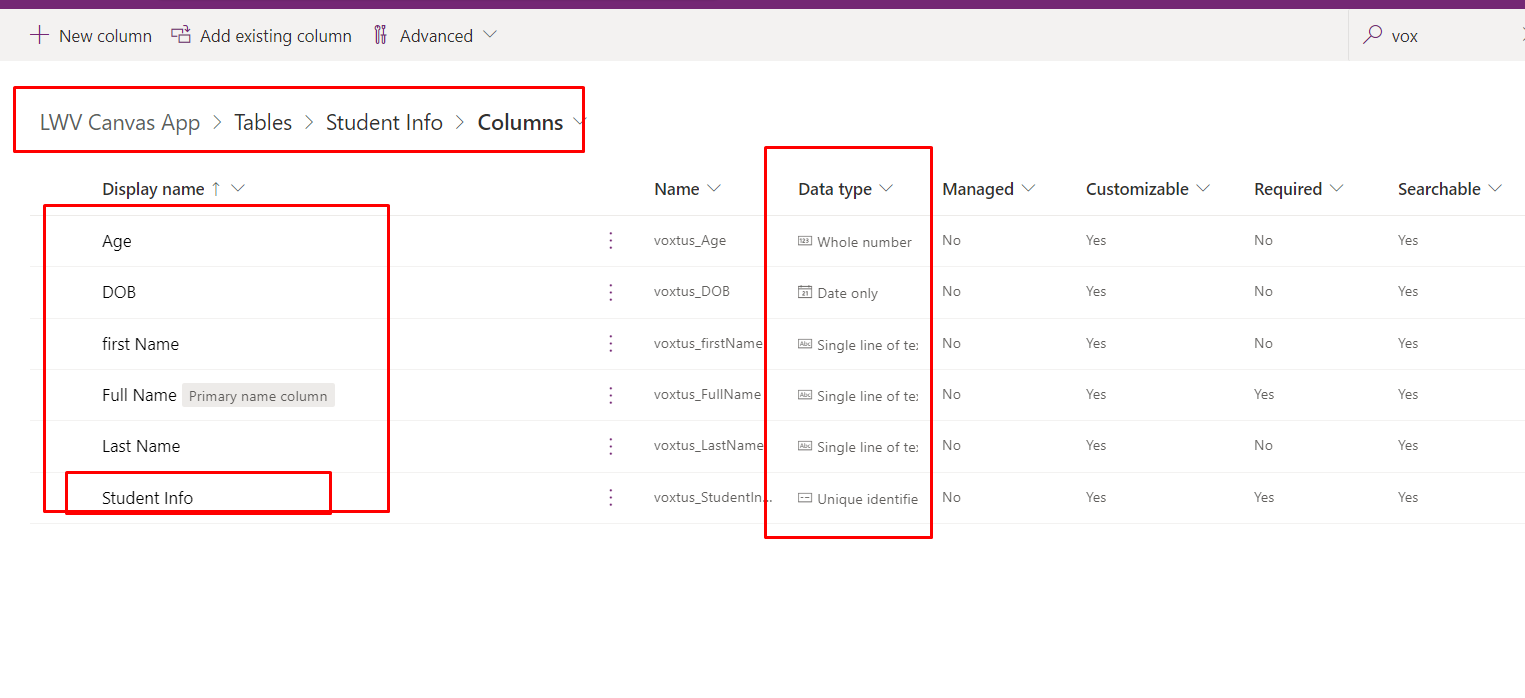 New column Add existing column Advanced vox
LWV Canvas App > Tables > Student Info > Columns
Display name ↑ Name Data type Managed Customizable Required Searchable
Age voxtus_Age Whole number No Yes No Yes
DOB voxtus_DOB Date only No Yes No Yes
first Name voxtus_firstName Single line of te No Yes No Yes
Full Name Primary name column voxtus_FullName Single line of te No Yes Yes Yes
Last Name voxtus_LastName Single line of te No Yes No Yes
Student Info voxtus_StudentIn... Unique identifie No Yes Yes Yes